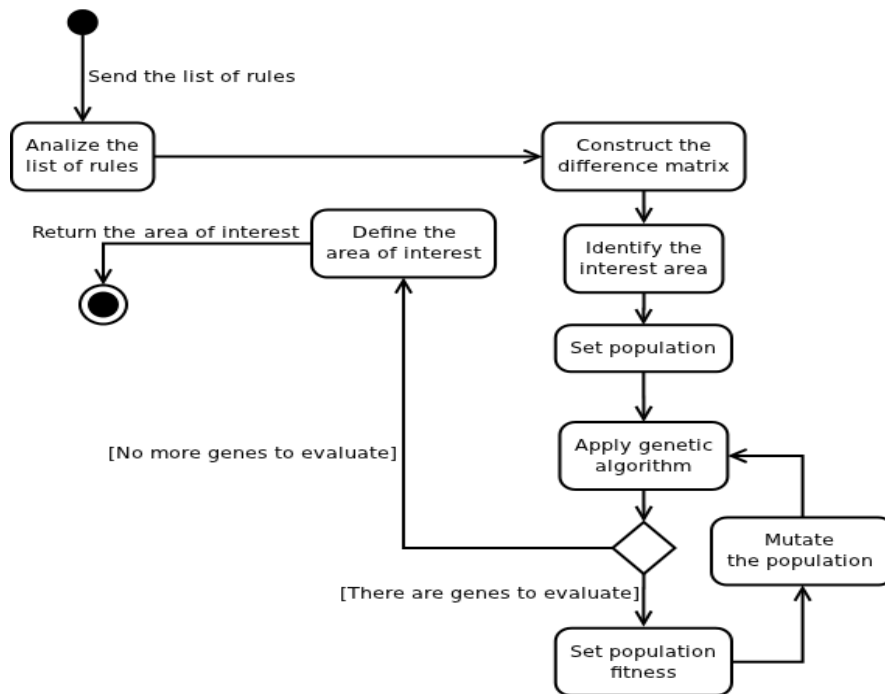 Send the list of rules
Analize the
list of rules
Construct the
difference matrix
Return the area of interest
Define the
area of interest
Identify the
interest area
Set population
[No more genes to evaluate]
Apply genetic
algorithm
Mutate
the population
[There are genes to evaluate]
Set population
fitness